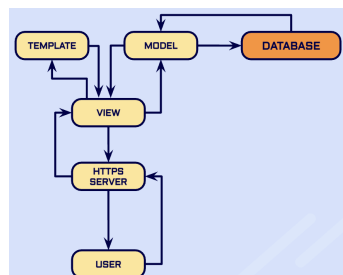 TEMPLATE
MODEL
DATABASE
VIEW
HTTPS
SERVER
USER